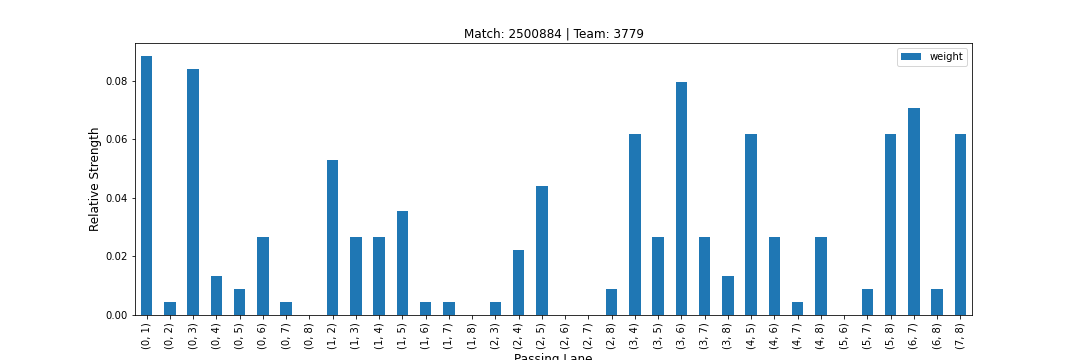 Match: 2500884 | Team: 3779
weight
Relative Strength
0.08
0.06
0.04
0.02
0.00
(0, 1) (0, 2) (0, 3) (0, 4) (0, 5) (0, 6) (0, 7) (0, 8) (1, 2) (1, 3) (1, 4) (1, 5) (1, 6) (1, 7) (1, 8) (2, 3) (2, 4) (2, 5) (2, 6) (2, 7) (2, 8) (3, 4) (3, 5) (3, 6) (3, 7) (3, 8) (4, 5) (4, 6) (4, 7) (4, 8) (5, 6) (5, 7) (5, 8) (6, 7) (6, 8) (7, 8)
Passing Lane